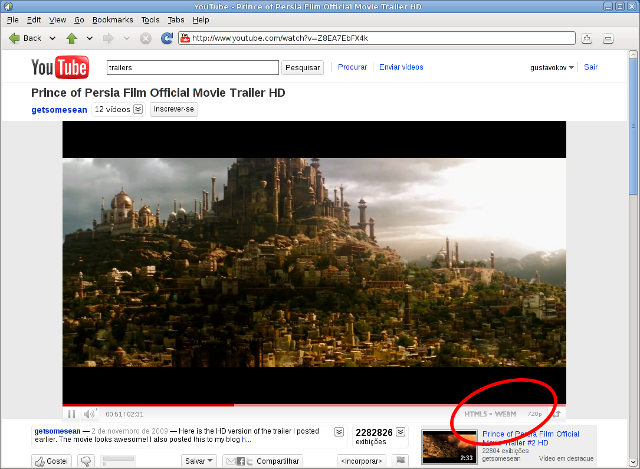 YouTube - Prince of Persia Film Official Movie Trailer HD
File Edit View Go Bookmarks Tools Tabs Help
Back http://www.youtube.com/watch?v=Z8EA7EbFX4k
YouTube trailers Pesquisar Procurar Enviar vídeos gustavokov Sair
Prince of Persia Film Official Movie Trailer HD
getsomesean 12 vídeos Inscrever-se
00:51 / 02:31 HTML5 • WEBM 720p
getsomesean — 2 de novembro de 2009 — Here is the HD version of the trailer I posted
earlier. The movie looks awesome! I also posted this to my blog h...
2282826
exibições
Prince of Persia Film Official
Movie Trailer #2 HD
22804 exibições
getsomesean Vídeo em destaque
2:33
Gostei Salvar Compartilhar <Incorporar>